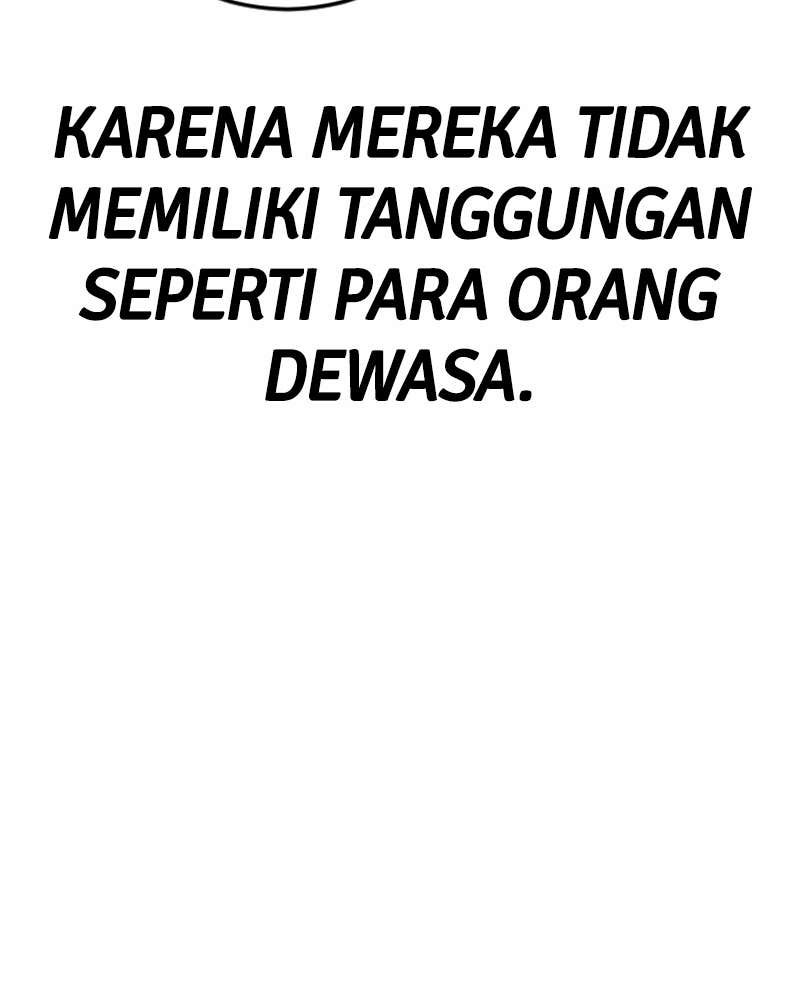 KARENA MEREKA TIDAK
MEMILIKI TANGGUNGAN
SEPERTI PARA ORANG
DEWASA.